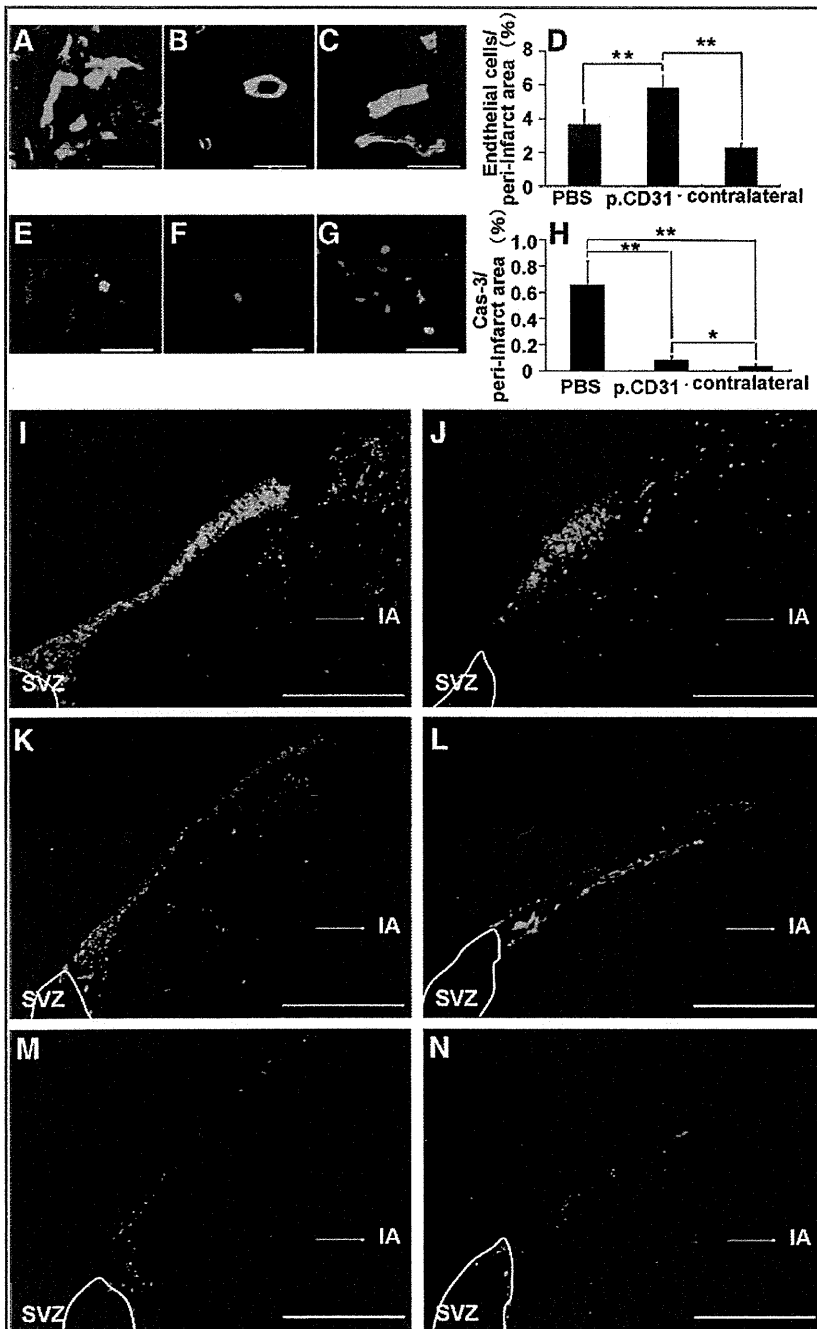 A
B
C
D
Endthelial cells/
peri-Infarct area (%)
8
6
4
2
0
**
**
PBS
p.CD31⁺
contralateral
E
F
G
H
Cas-3/
peri-Infarct area (%)
1.0
0.8
0.6
0.4
0.2
0
**
**
*
PBS
p.CD31⁺
contralateral
I
IA
SVZ
J
IA
SVZ
K
IA
SVZ
L
IA
SVZ
M
IA
SVZ
N
IA
SVZ